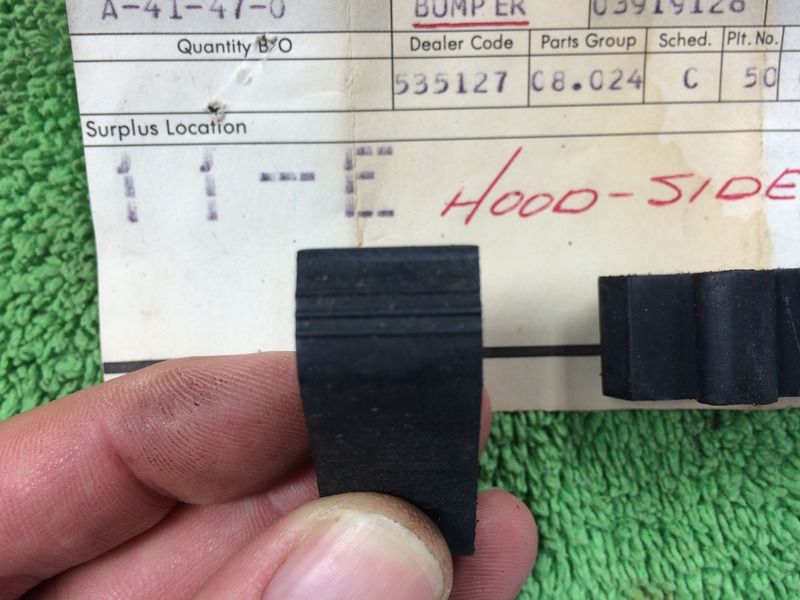 A-41-47-0 BUMPER 03919128
Quantity B/O Dealer Code Parts Group Sched. Plt. No.
535127 C8.024 C 50
Surplus Location
11-E HOOD-SIDE